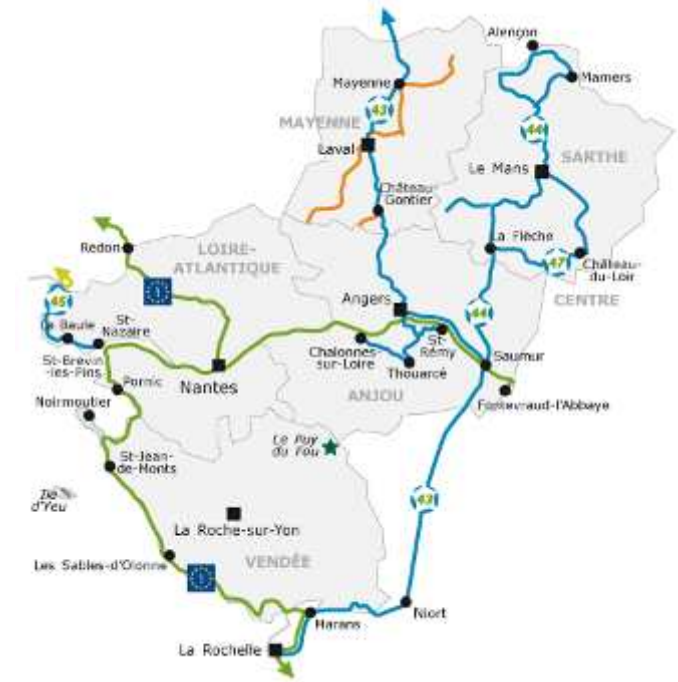 Alençon
Mayenne
Mamers
43
MAYENNE
44
Laval
SARTHE
Le Mans
Château-
Gontier
Redon
LOIRE-
ATLANTIQUE
La Flèche
47
Château-
du-Loir
1
45
Angers
CENTRE
44
La Baule
St-
Nazaire
St-
Rémy
St-Brévin
-les-Pins
Chalonnes-
sur-Loire
Saumur
Thouarcé
Pornic
Nantes
ANJOU
Noirmoutier
Fontevraud-l'Abbaye
Le Puy
du Fou
St-Jean-
de-Monts
Ile
d'Yeu
43
La Roche-sur-Yon
VENDÉE
Les Sables-d'Olonne
1
Niort
Marans
La Rochelle